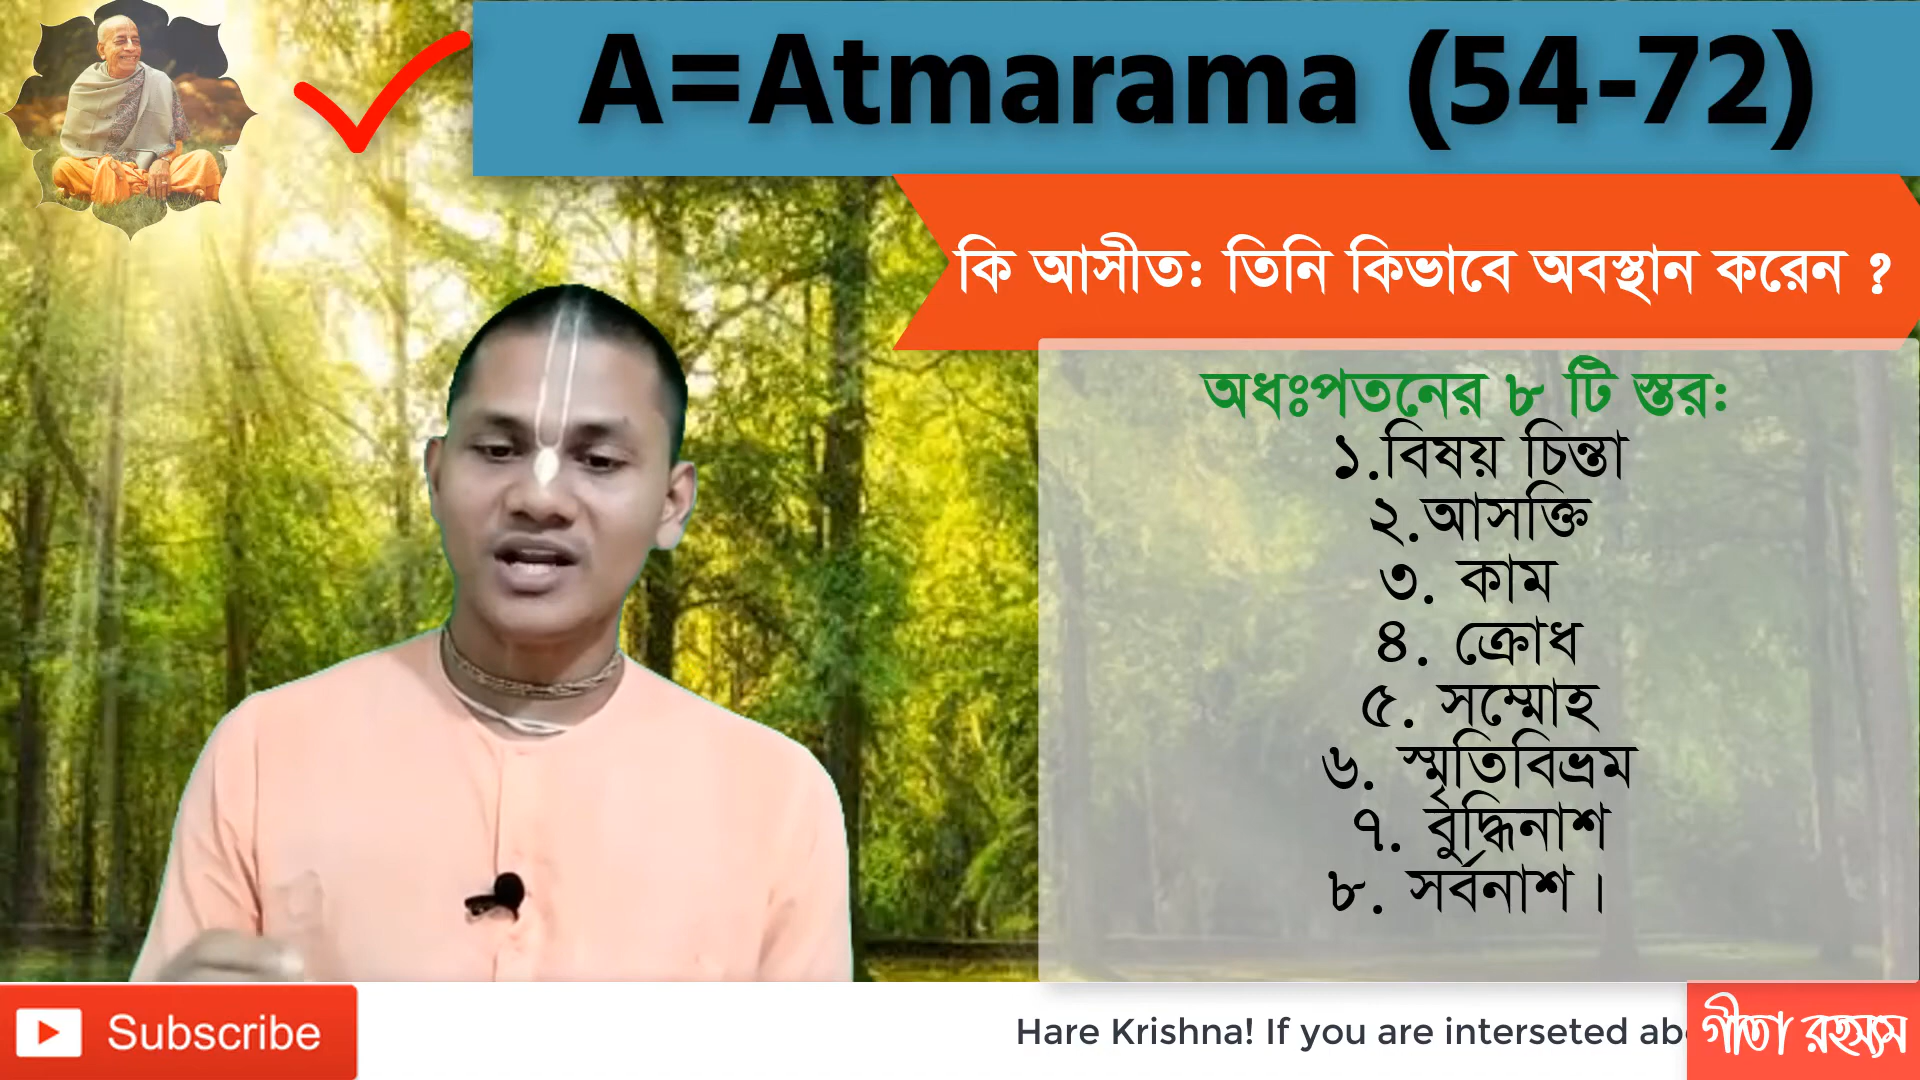 A=Atmarama (54-72)
কি আসীত: তিনি কিভাবে অবস্থান করেন ?
অধঃপতনের ৮ টি স্তর:
১.বিষয় চিন্তা
২.আসক্তি
৩. কাম
৪. ক্রোধ
৫. সম্মোহ
৬. স্মৃতিবিভ্রম
৭. বুদ্ধিনাশ
৮. সর্বনাশ।
Subscribe
Hare Krishna! If you are interseted ab
গীতা রহস্যম